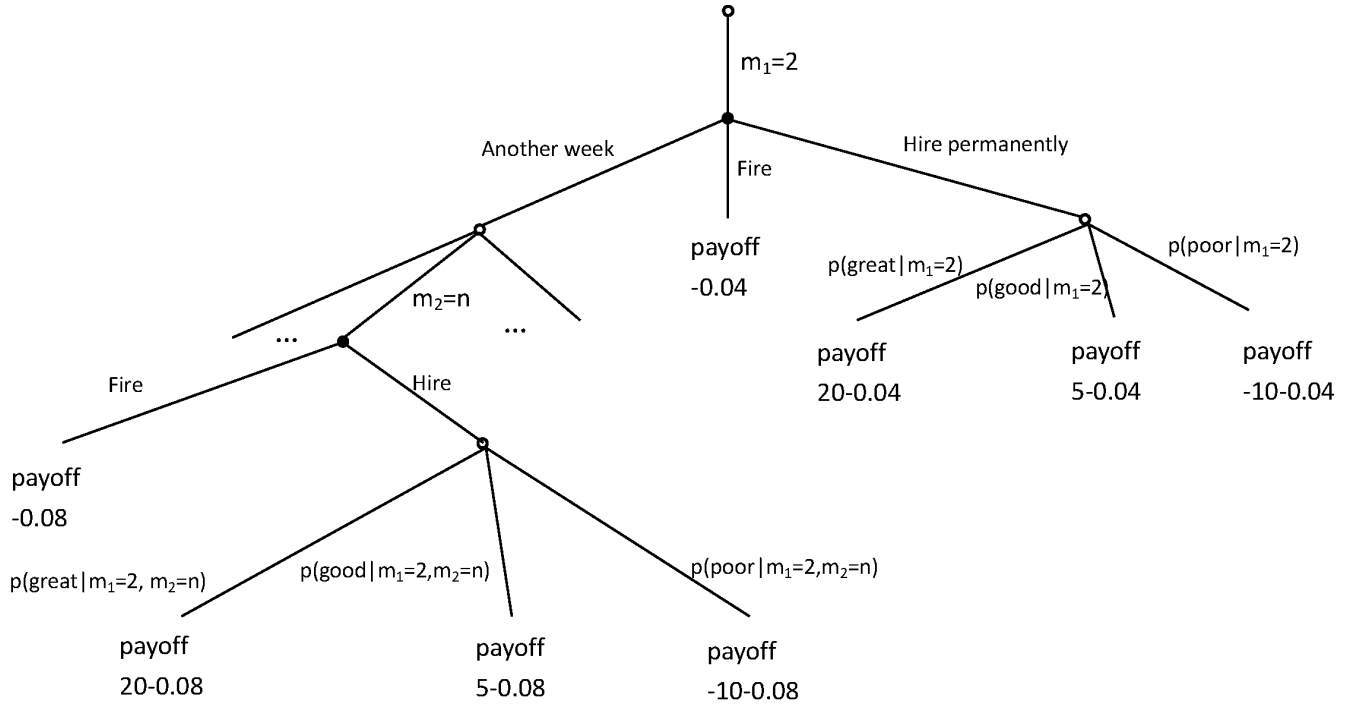 m₁=2
Another week
Hire permanently
Fire
payoff
-0.04
p(great|m₁=2)
p(good|m₁=2)
p(poor|m₁=2)
m₂=n
...
...
payoff
20-0.04
payoff
5-0.04
payoff
-10-0.04
Fire
Hire
payoff
-0.08
p(great|m₁=2, m₂=n)
p(good|m₁=2,m₂=n)
p(poor|m₁=2,m₂=n)
payoff
20-0.08
payoff
5-0.08
payoff
-10-0.08